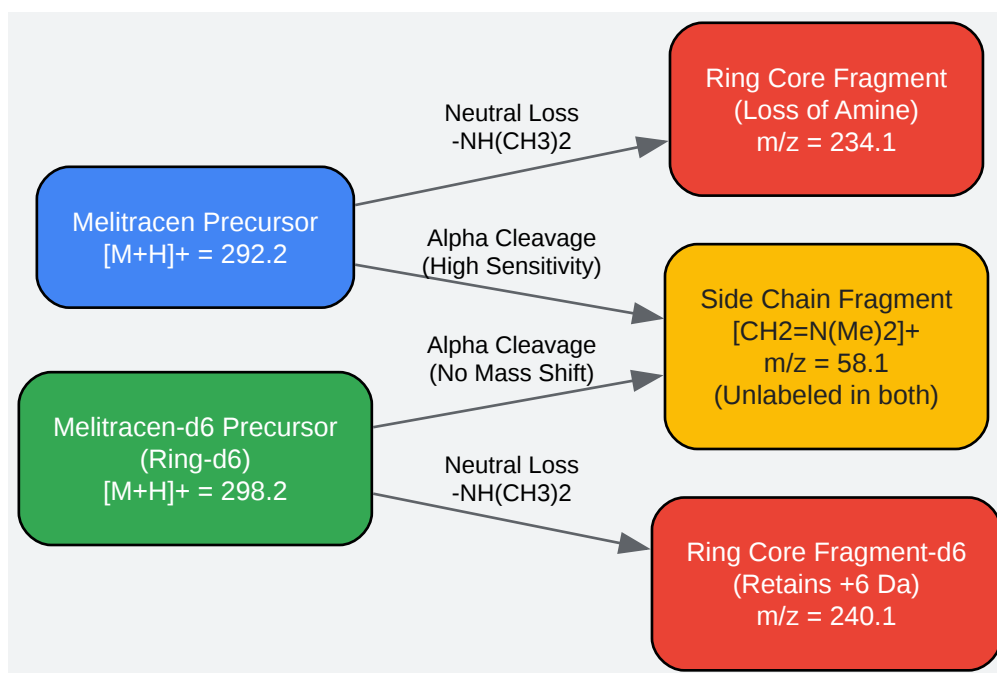 Ring Core Fragment
(Loss of Amine)
m/z = 234.1
Neutral Loss
-NH(CH3)2
Melitracen Precursor
[M+H]+ = 292.2
Alpha Cleavage
(High Sensitivity)
Side Chain Fragment
[CH2=N(Me)2]+
m/z = 58.1
(Unlabeled in both)
Alpha Cleavage
(No Mass Shift)
Melitracen-d6 Precursor
(Ring-d6)
[M+H]+ = 298.2
Neutral Loss
-NH(CH3)2
Ring Core Fragment-d6
(Retains +6 Da)
m/z = 240.1